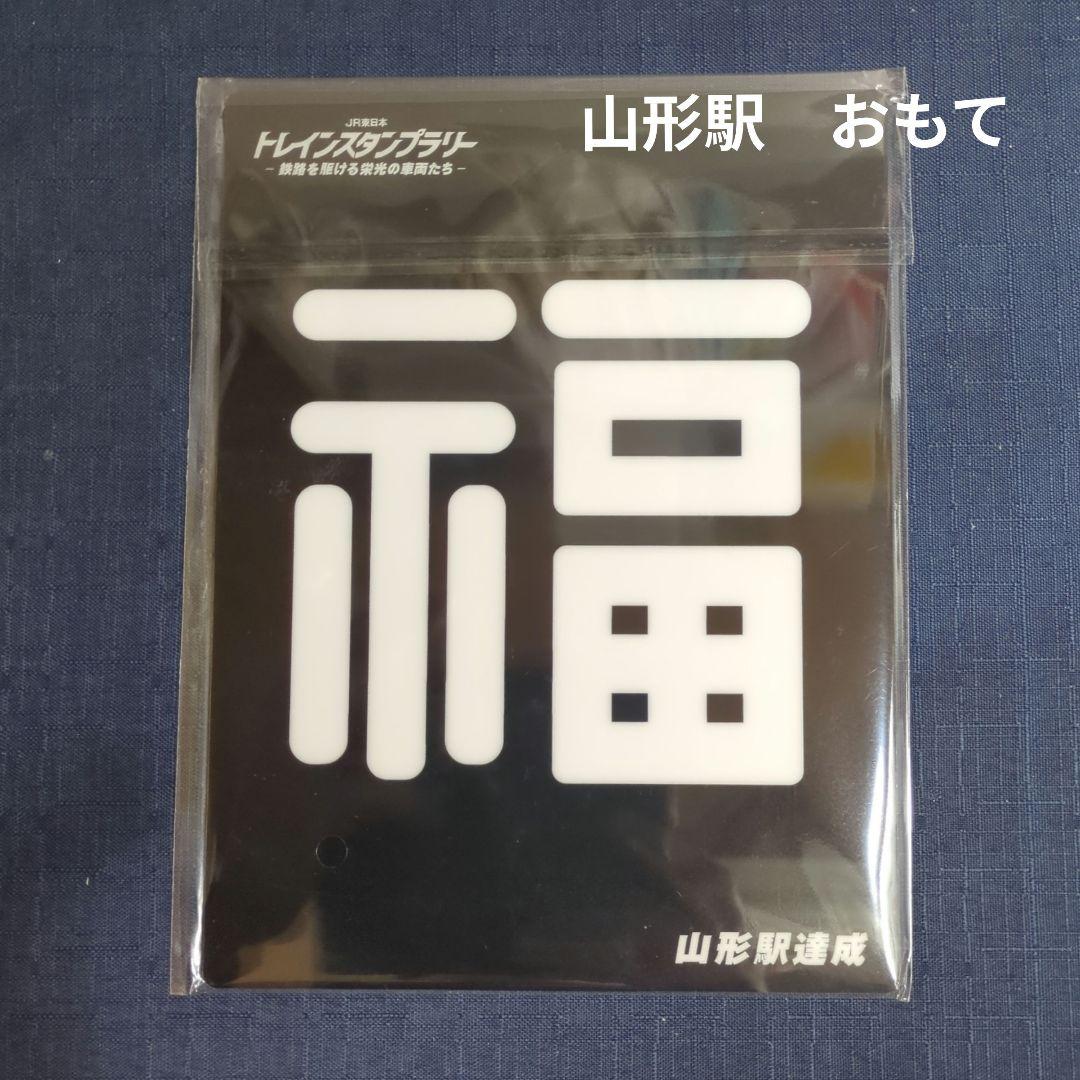 山形駅　おもて
JR東日本
トレインスタンプラリー
- 鉄路を駆ける栄光の車両たち -
福
山形駅達成